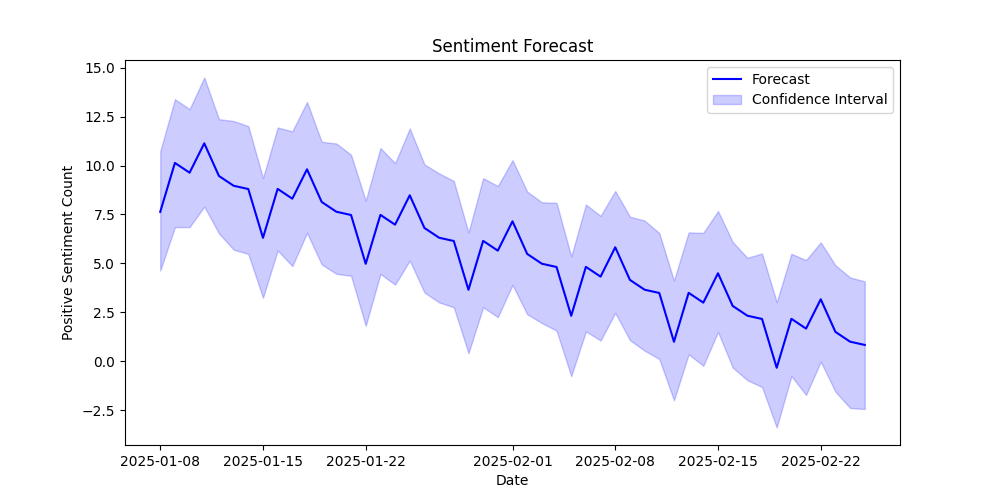 Sentiment Forecast
Forecast
Confidence Interval
Positive Sentiment Count
15.0
12.5
10.0
7.5
5.0
2.5
0.0
−2.5
2025-01-08 2025-01-15 2025-01-22 2025-02-01 2025-02-08 2025-02-15 2025-02-22
Date